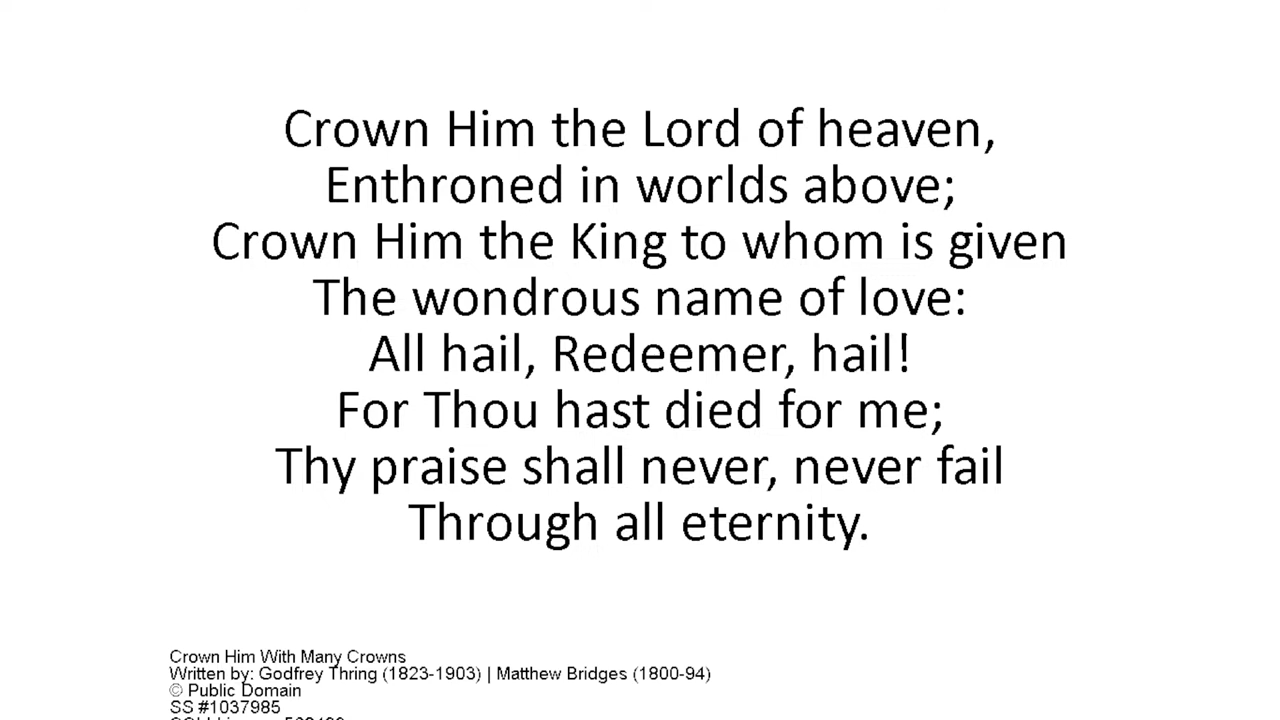 Crown Him the Lord of heaven,
Enthroned in worlds above;
Crown Him the King to whom is given
The wondrous name of love:
All hail, Redeemer, hail!
For Thou hast died for me;
Thy praise shall never, never fail
Through all eternity.
Crown Him With Many Crowns
Written by: Godfrey Thring (1823-1903) | Matthew Bridges (1800-94)
© Public Domain
SS #1037985